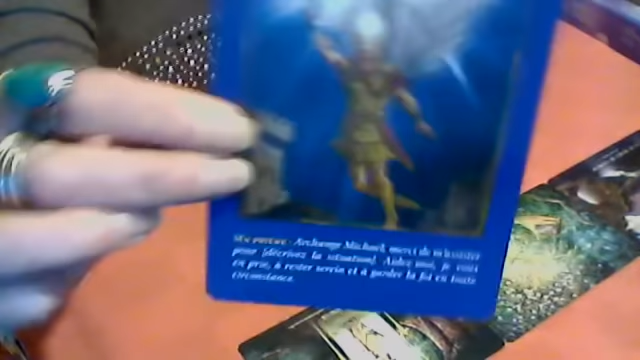 MA PRIÈRE : Archange Michael, merci de m'assister
pour [décrivez la situation]. Aidez-moi, je vous
en prie, à rester serein et à garder la foi en toute
circonstance.